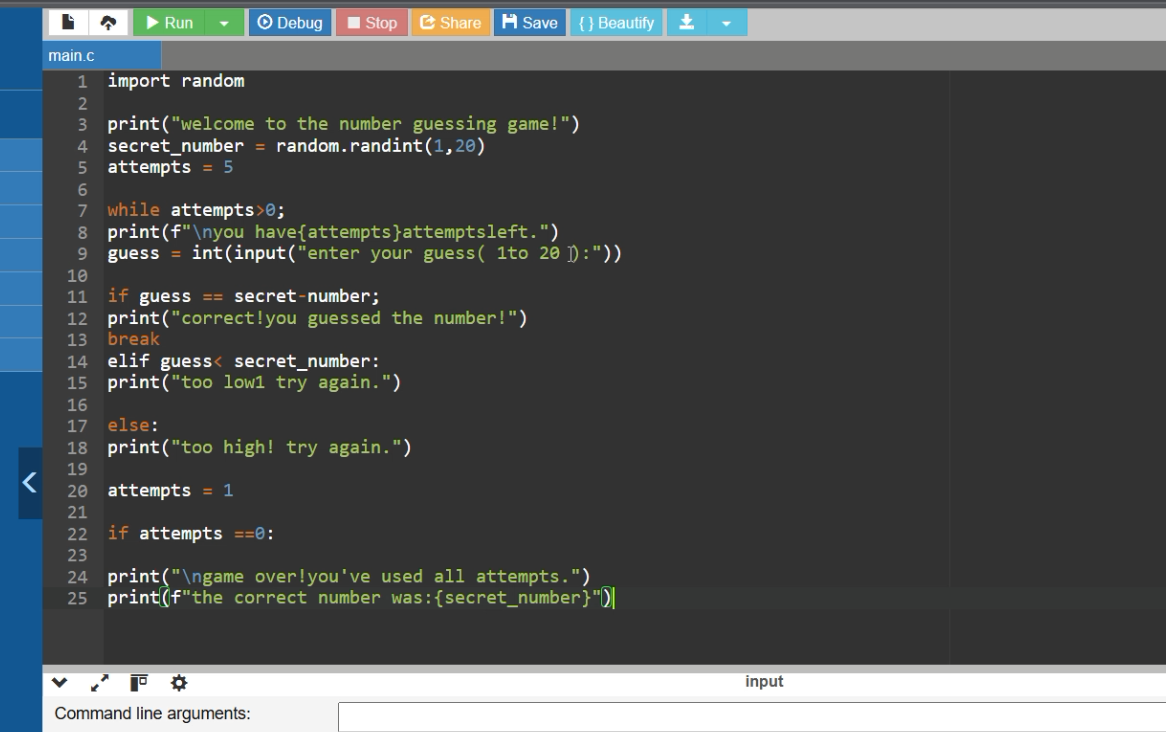 Run Debug Stop Share Save { } Beautify
main.c
1 import random
2
3 print("welcome to the number guessing game!")
4 secret_number = random.randint(1,20)
5 attempts = 5
6
7 while attempts>0;
8 print(f"\nyou have{attempts}attemptsleft.")
9 guess = int(input("enter your guess( 1to 20 ):"))
10
11 if guess == secret-number;
12 print("correct!you guessed the number!")
13 break
14 elif guess< secret_number:
15 print("too low1 try again.")
16
17 else:
18 print("too high! try again.")
19
20 attempts = 1
21
22 if attempts ==0:
23
24 print("\ngame over!you've used all attempts.")
25 print(f"the correct number was:{secret_number}")
input
Command line arguments: